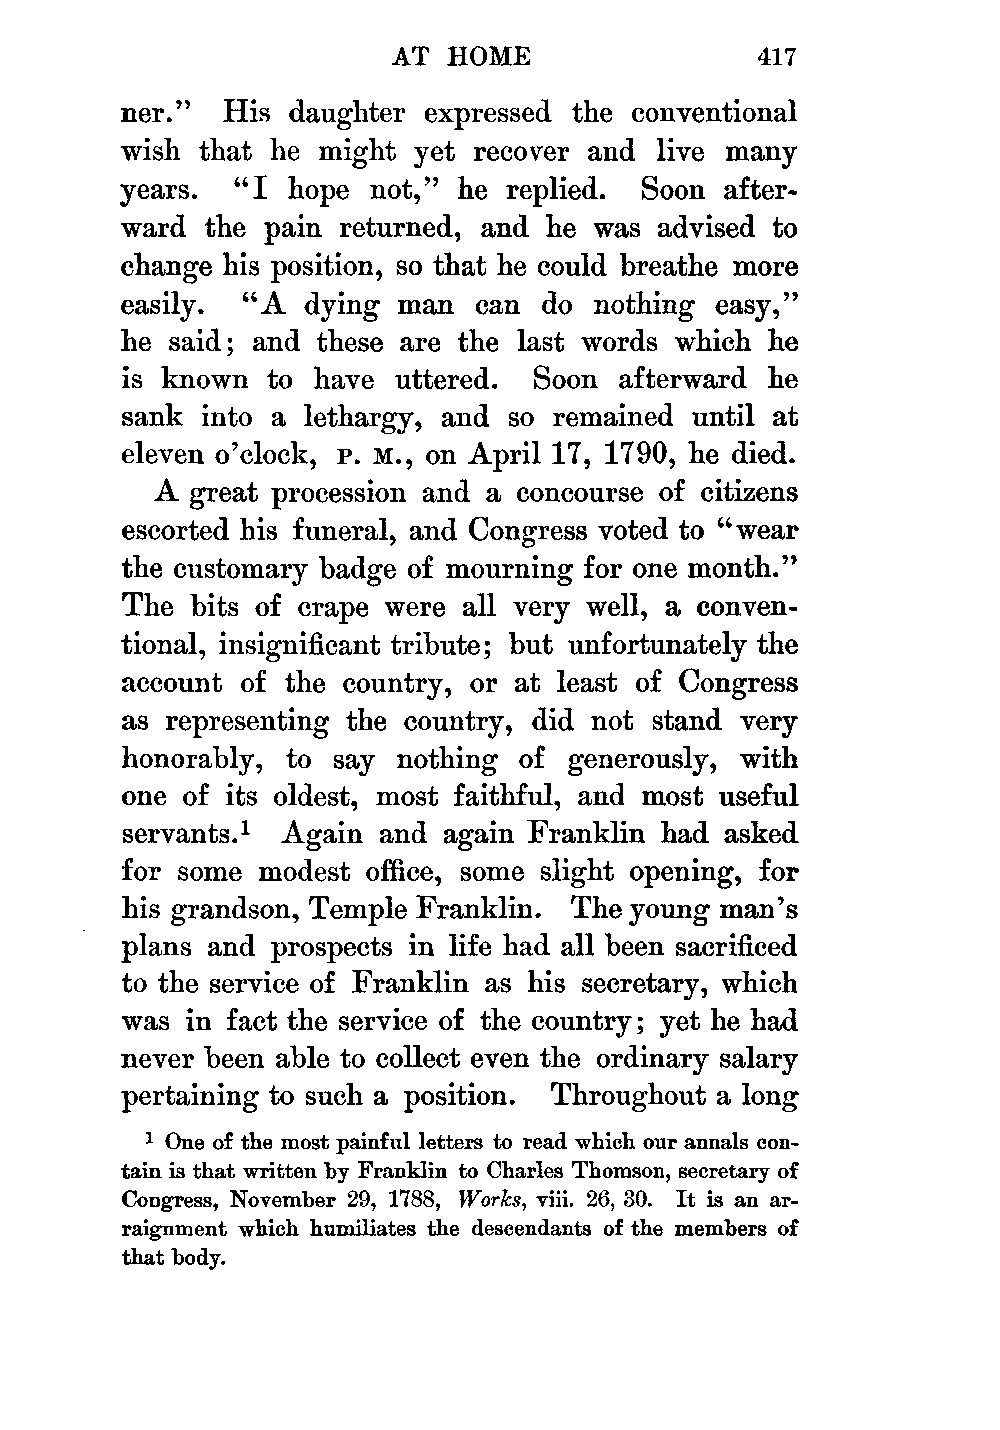 AT HOME 417
ner.” His daughter expressed the conventional
wish that he might yet recover and live many
years. “I hope not,” he replied. Soon after-
ward the pain returned, and he was advised to
change his position, so that he could breathe more
easily. “A dying man can do nothing easy,”
he said; and these are the last words which he
is known to have uttered. Soon afterward he
sank into a lethargy, and so remained until at
eleven o’clock, P. M., on April 17, 1790, he died.
A great procession and a concourse of citizens
escorted his funeral, and Congress voted to “wear
the customary badge of mourning for one month.”
The bits of crape were all very well, a conven-
tional, insignificant tribute; but unfortunately the
account of the country, or at least of Congress
as representing the country, did not stand very
honorably, to say nothing of generously, with
one of its oldest, most faithful, and most useful
servants.¹ Again and again Franklin had asked
for some modest office, some slight opening, for
his grandson, Temple Franklin. The young man’s
plans and prospects in life had all been sacrificed
to the service of Franklin as his secretary, which
was in fact the service of the country; yet he had
never been able to collect even the ordinary salary
pertaining to such a position. Throughout a long
¹ One of the most painful letters to read which our annals con-
tain is that written by Franklin to Charles Thomson, secretary of
Congress, November 29, 1788, Works, viii. 26, 30. It is an ar-
raignment which humiliates the descendants of the members of
that body.